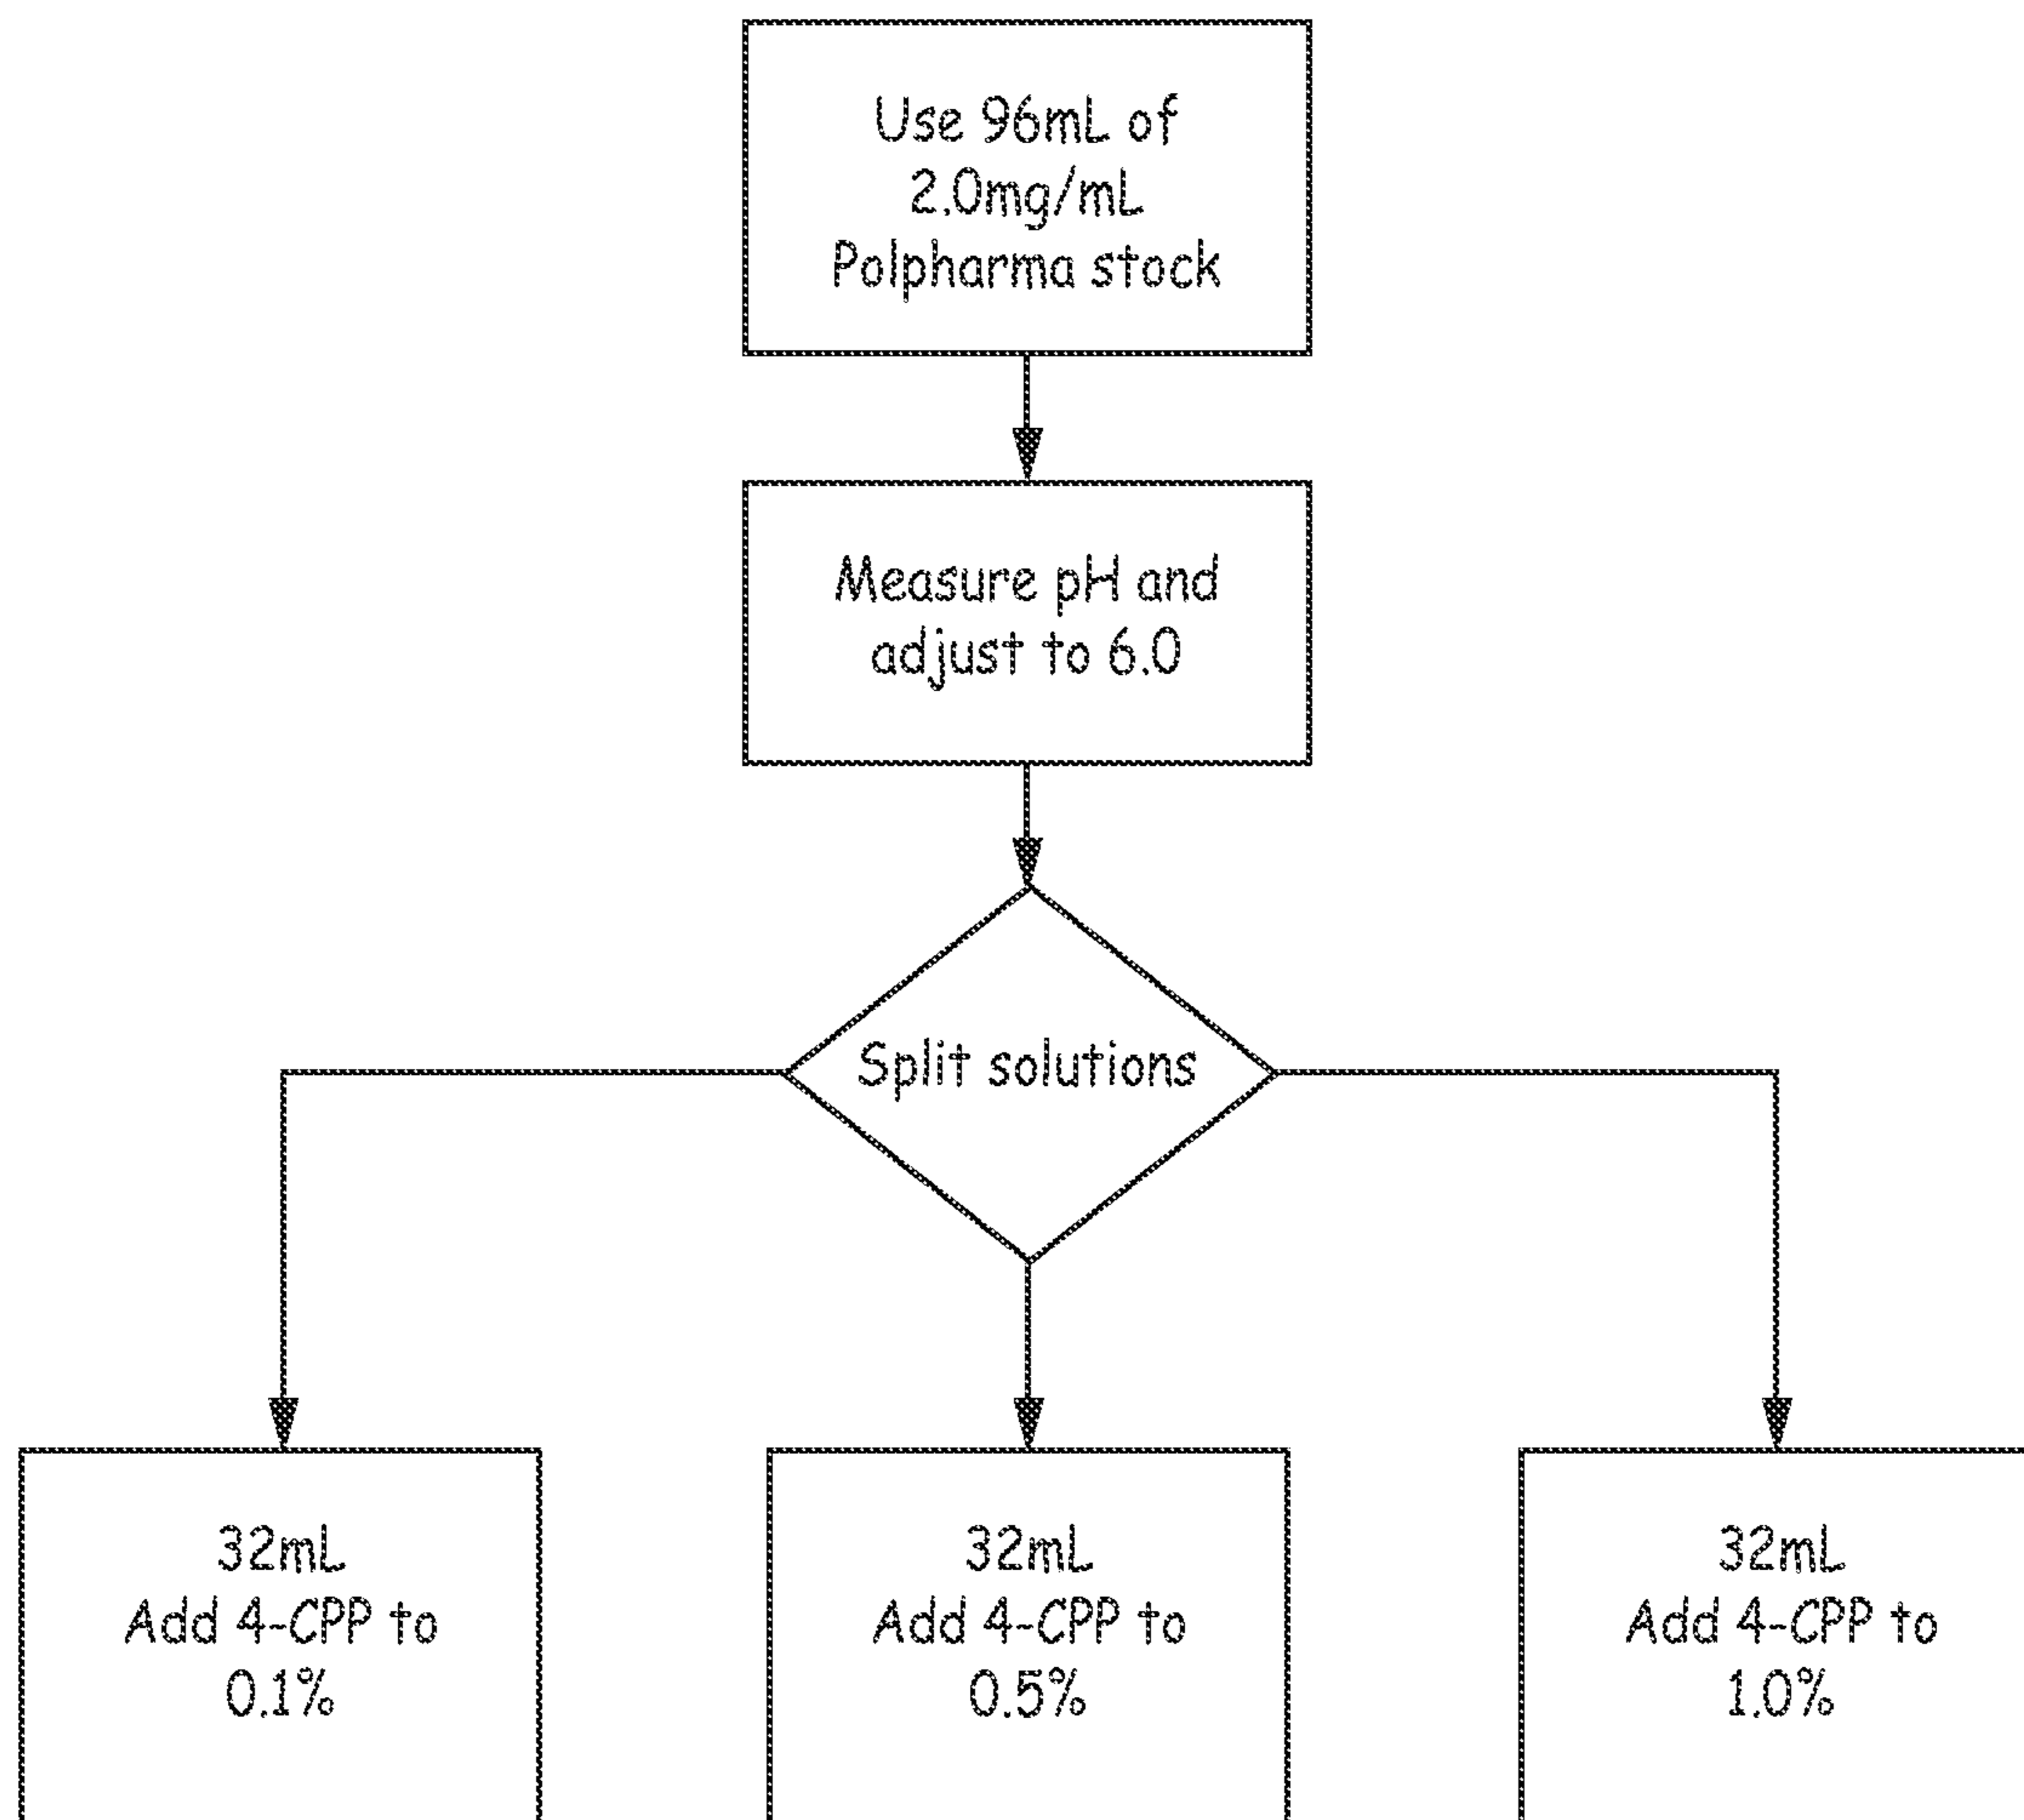 Use 96mL of
2.0mg/mL
Polpharma stock
Measure pH and
adjust to 6.0
Split solutions
32mL
Add 4-CPP to
0.1%
32mL
Add 4-CPP to
0.5%
32mL
Add 4-CPP to
1.0%